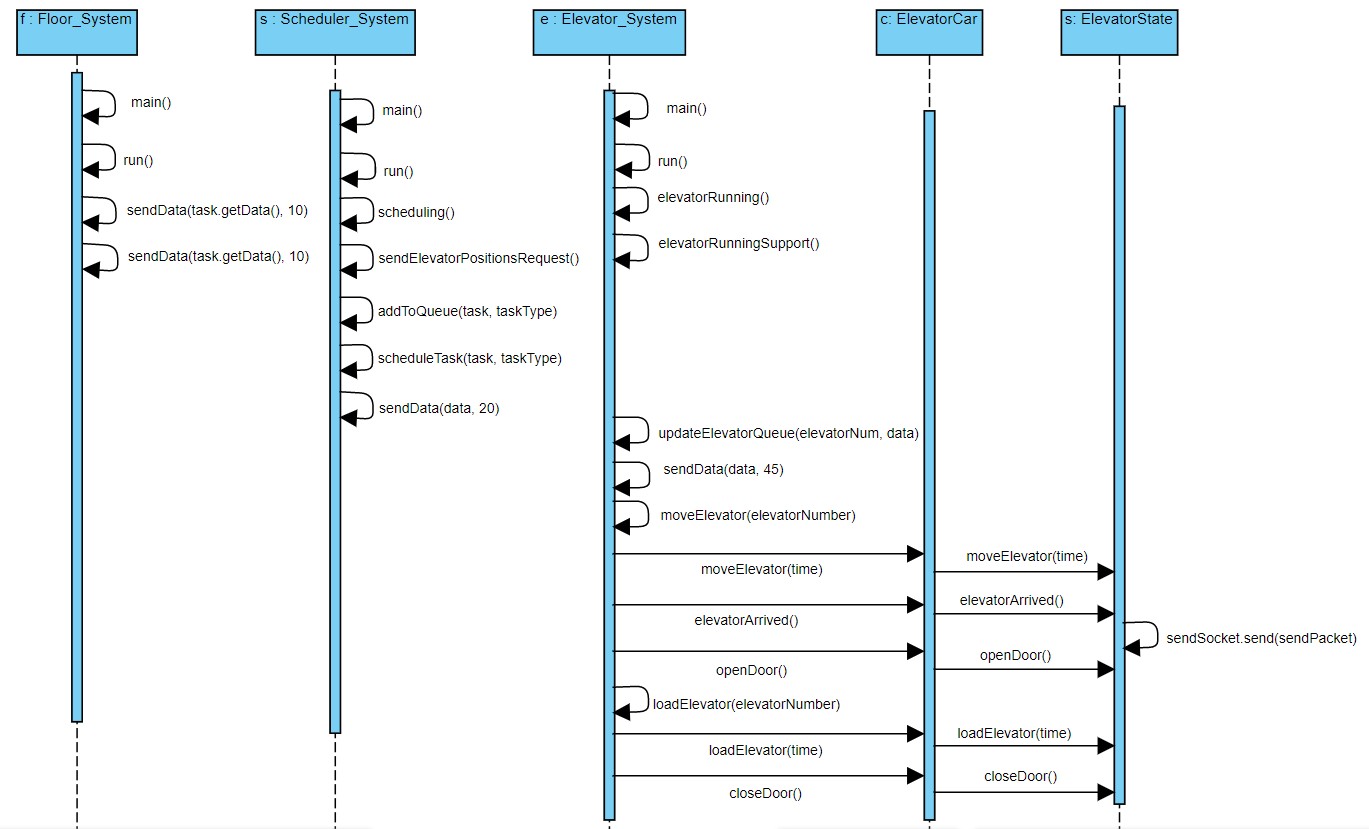 f : Floor_System
s : Scheduler_System
e : Elevator_System
c: ElevatorCar
s: ElevatorState
main()
run()
sendData(task.getData(), 10)
sendData(task.getData(), 10)
main()
run()
scheduling()
sendElevatorPositionsRequest()
addToQueue(task, taskType)
scheduleTask(task, taskType)
sendData(data, 20)
main()
run()
elevatorRunning()
elevatorRunningSupport()
updateElevatorQueue(elevatorNum, data)
sendData(data, 45)
moveElevator(elevatorNumber)
moveElevator(time)
moveElevator(time)
elevatorArrived()
elevatorArrived()
sendSocket.send(sendPacket)
openDoor()
openDoor()
loadElevator(elevatorNumber)
loadElevator(time)
loadElevator(time)
closeDoor()
closeDoor()